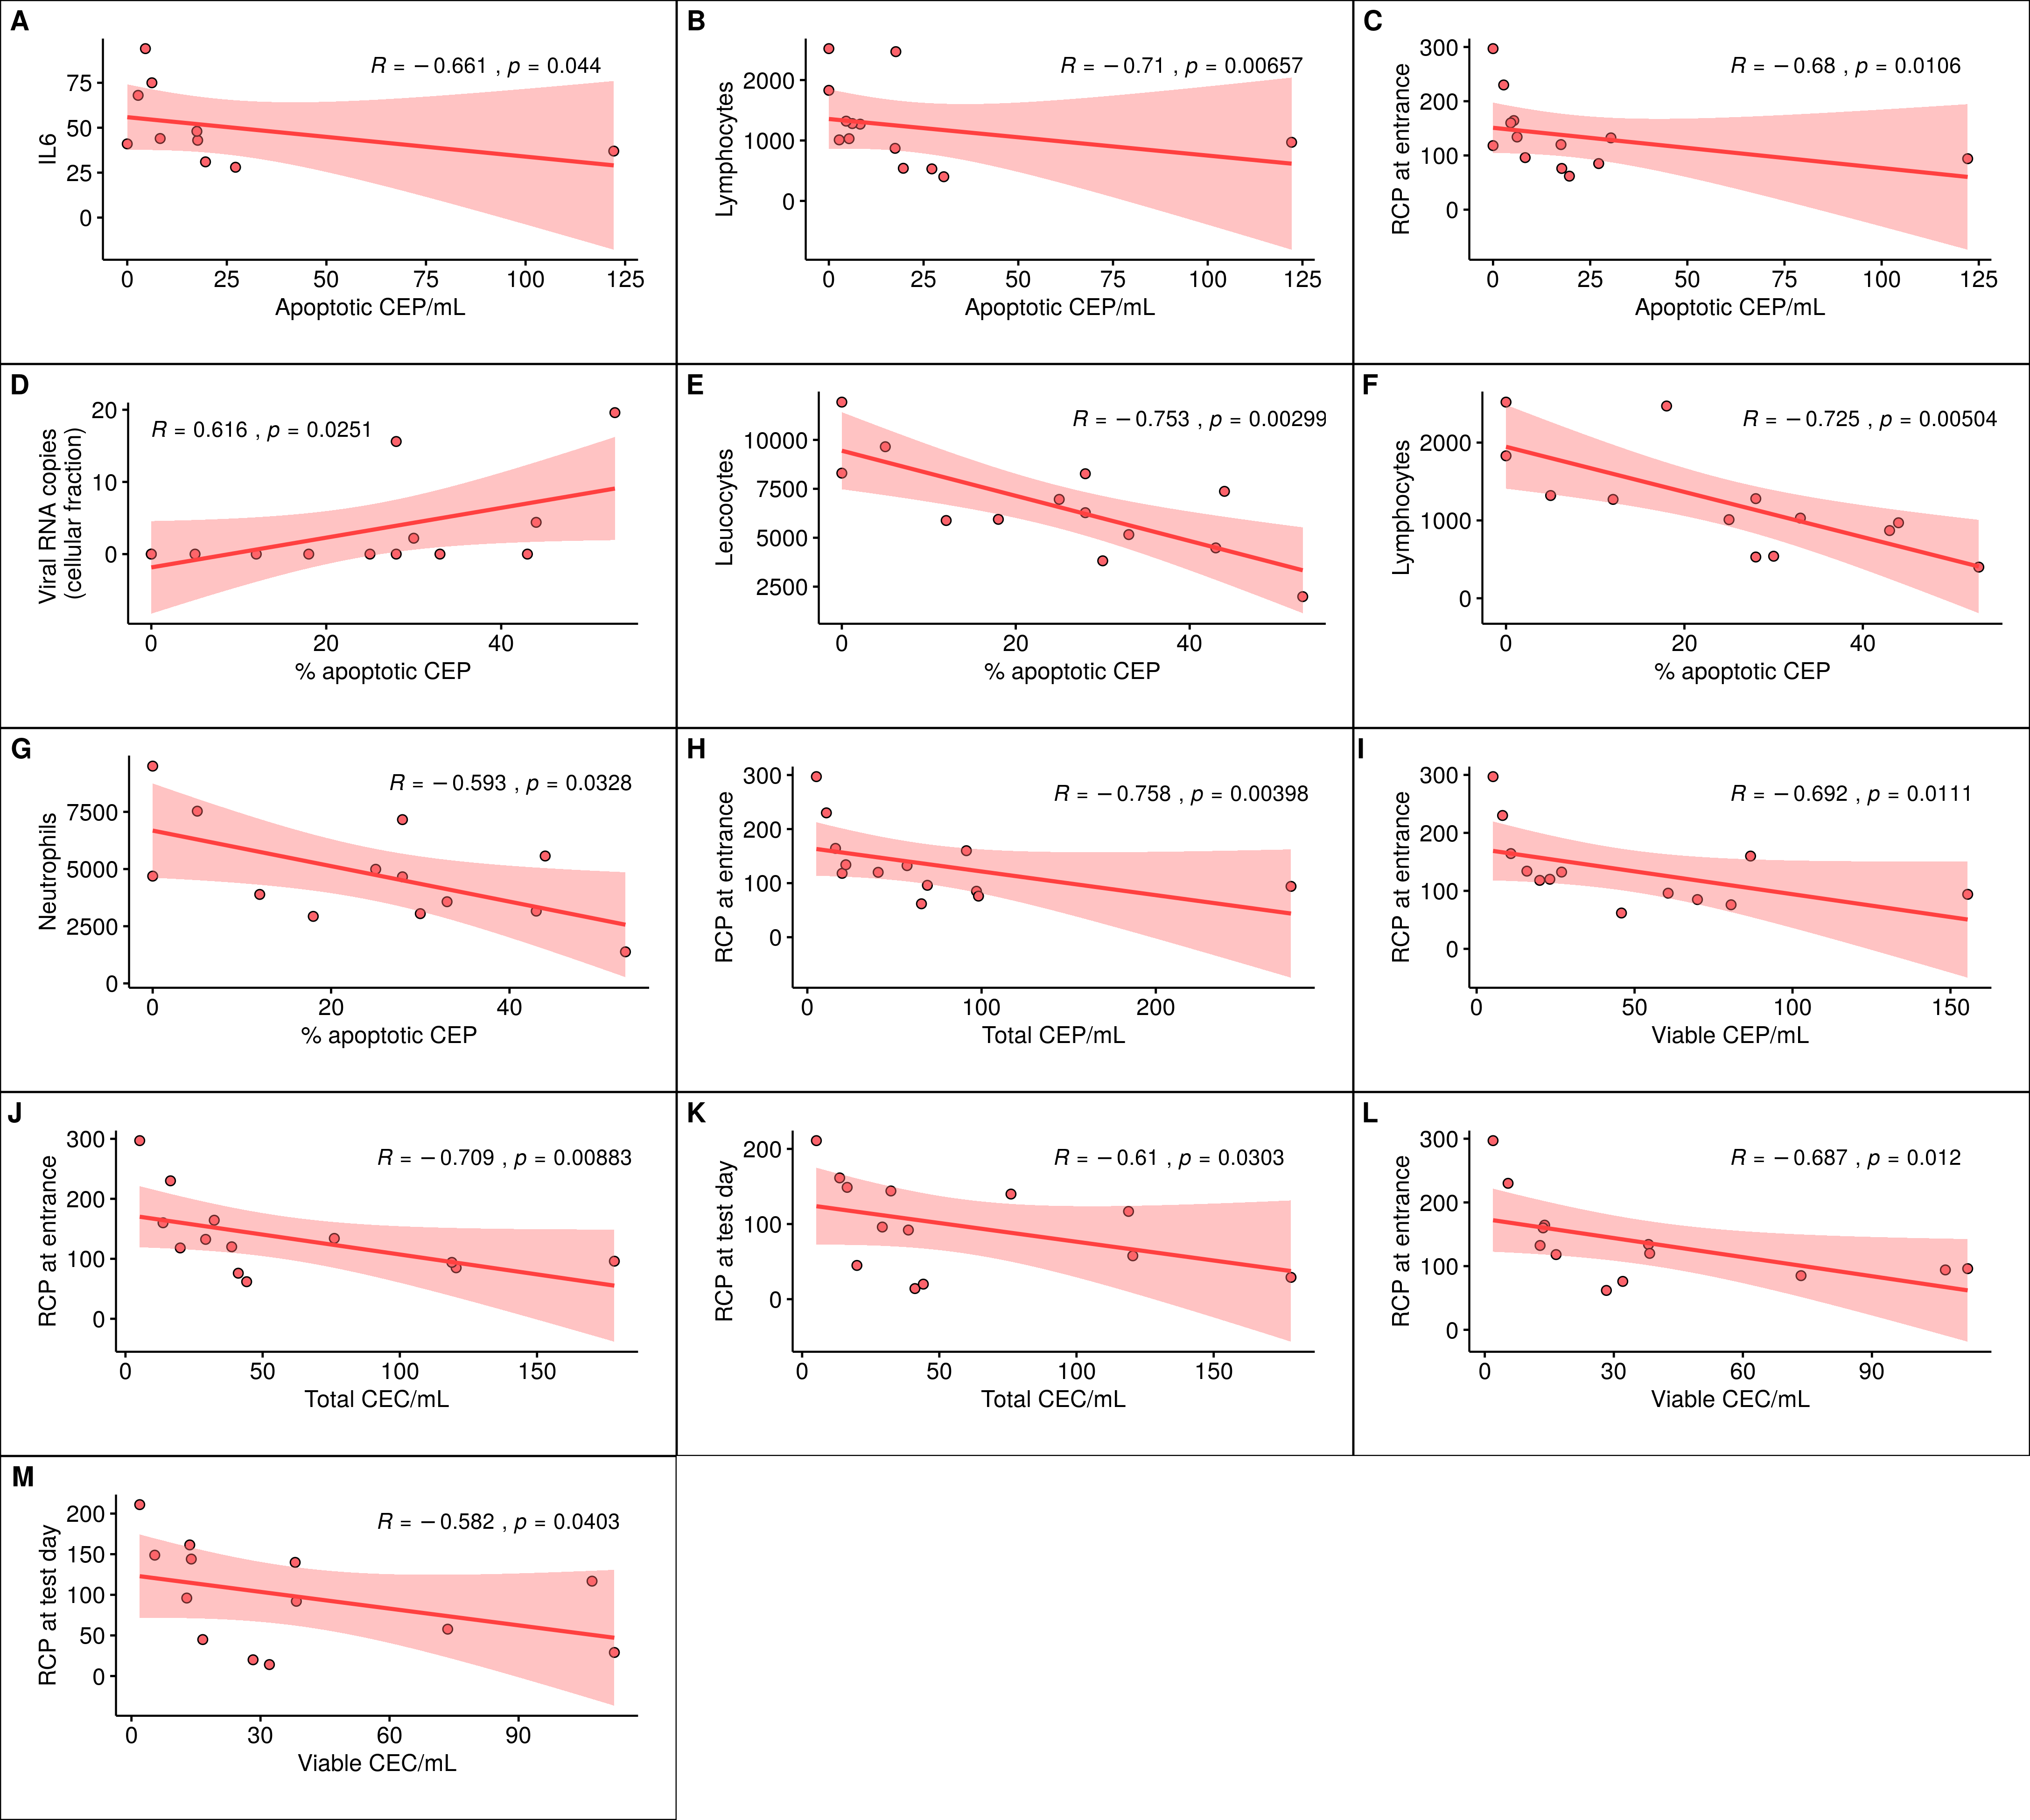 A
R = −0.661 , p = 0.044
IL6
75
50
25
0
0 25 50 75 100 125
Apoptotic CEP/mL
B
R = −0.71 , p = 0.00657
Lymphocytes
2000
1000
0
0 25 50 75 100 125
Apoptotic CEP/mL
C
R = −0.68 , p = 0.0106
RCP at entrance
300
200
100
0
0 25 50 75 100 125
Apoptotic CEP/mL
D
R = 0.616 , p = 0.0251
Viral RNA copies
(cellular fraction)
20
10
0
0 20 40
% apoptotic CEP
E
R = −0.753 , p = 0.00299
Leucocytes
10000
7500
5000
2500
0 20 40
% apoptotic CEP
F
R = −0.725 , p = 0.00504
Lymphocytes
2000
1000
0
0 20 40
% apoptotic CEP
G
R = −0.593 , p = 0.0328
Neutrophils
7500
5000
2500
0
0 20 40
% apoptotic CEP
H
R = −0.758 , p = 0.00398
RCP at entrance
300
200
100
0
0 100 200
Total CEP/mL
I
R = −0.692 , p = 0.0111
RCP at entrance
300
200
100
0
0 50 100 150
Viable CEP/mL
J
R = −0.709 , p = 0.00883
RCP at entrance
300
200
100
0
0 50 100 150
Total CEC/mL
K
R = −0.61 , p = 0.0303
RCP at test day
200
100
0
0 50 100 150
Total CEC/mL
L
R = −0.687 , p = 0.012
RCP at entrance
300
200
100
0
0 30 60 90
Viable CEC/mL
M
R = −0.582 , p = 0.0403
RCP at test day
200
150
100
50
0
0 30 60 90
Viable CEC/mL